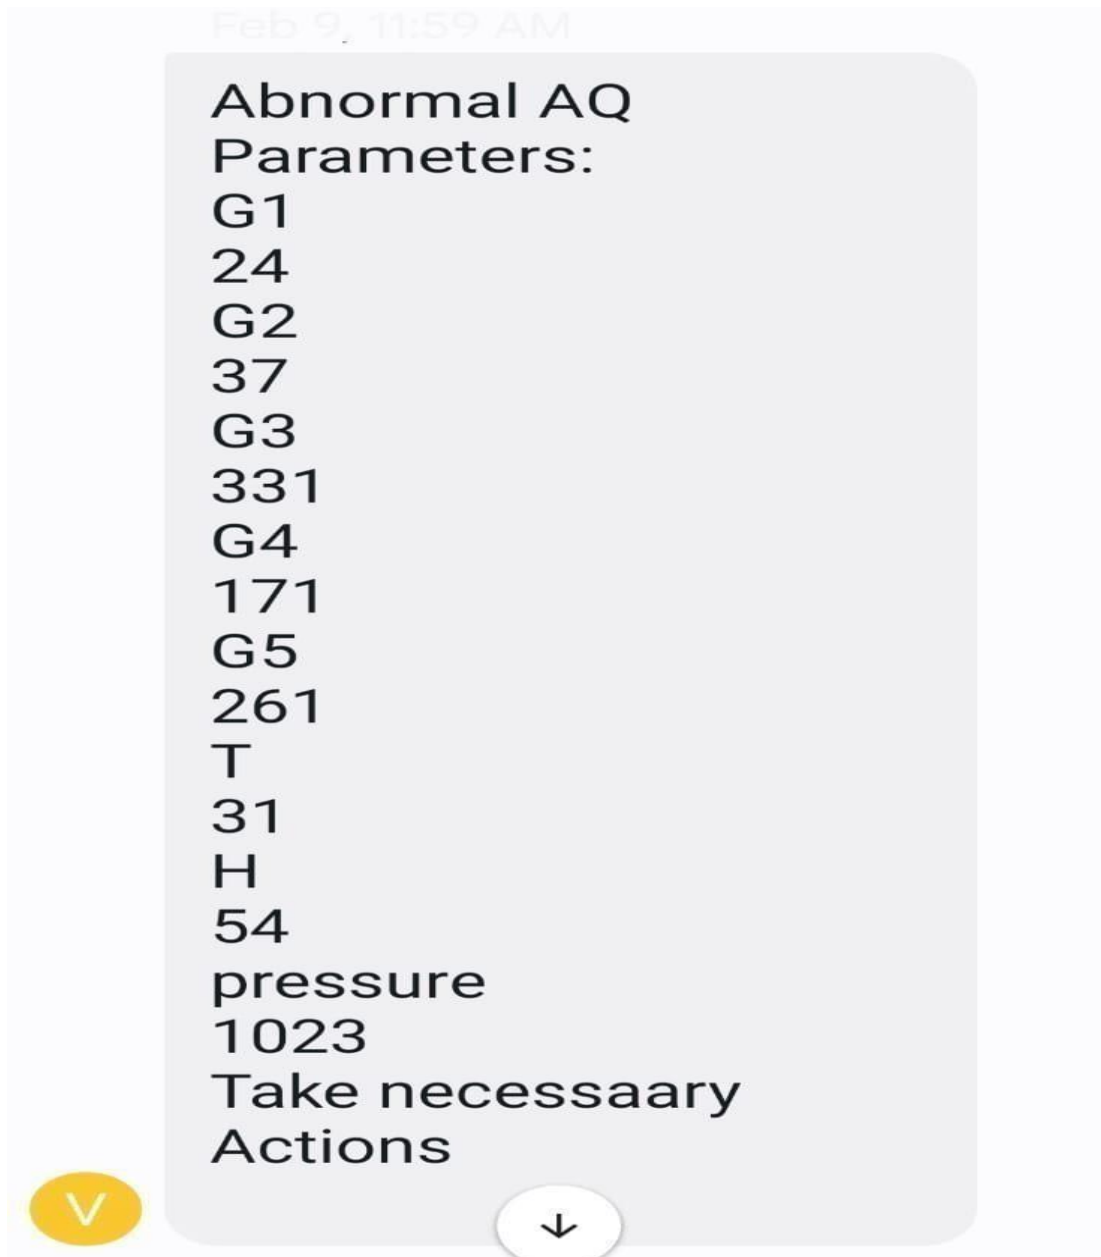 Feb 9, 11:59 AM
Abnormal AQ
Parameters:
G1
24
G2
37
G3
331
G4
171
G5
261
T
31
H
54
pressure
1023
Take necessaary
Actions
V